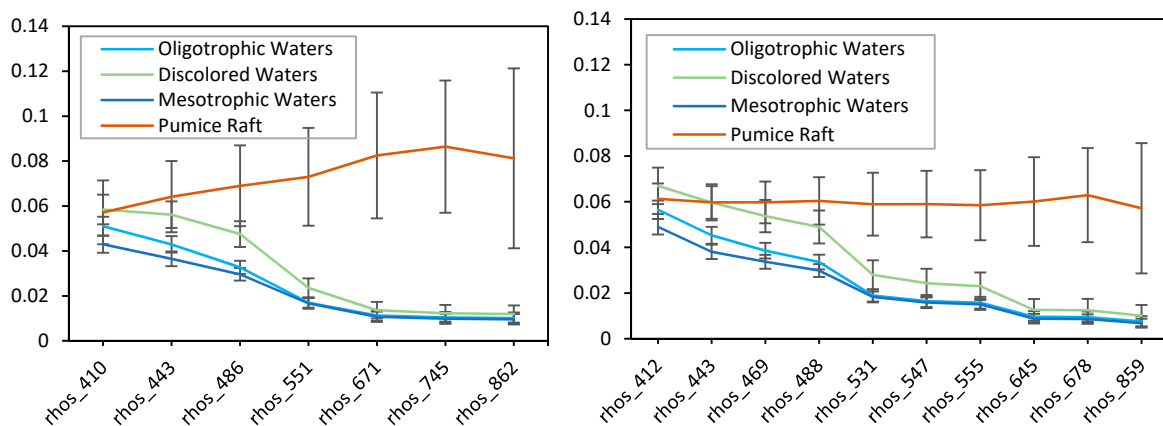 0.14
0.12
0.1
0.08
0.06
0.04
0.02
0
Oligotrophic Waters
Discolored Waters
Mesotrophic Waters
Pumice Raft
rhos_410
rhos_443
rhos_486
rhos_551
rhos_671
rhos_745
rhos_862
0.14
0.12
0.1
0.08
0.06
0.04
0.02
0
Oligotrophic Waters
Discolored Waters
Mesotrophic Waters
Pumice Raft
rhos_412
rhos_443
rhos_469
rhos_488
rhos_531
rhos_547
rhos_555
rhos_645
rhos_678
rhos_859